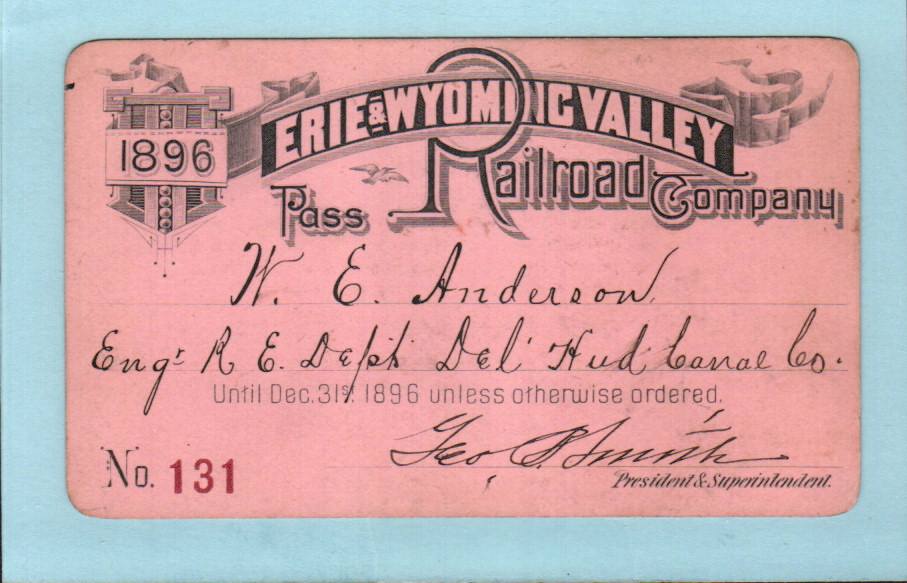 1896
ERIE & WYOMING VALLEY
Pass Railroad Company
W. E. Anderson
Engr R E. Dept Del Hud Canal Co.
Until Dec. 31st 1896 unless otherwise ordered.
Geo B. Smith
No. 131
President & Superintendent.